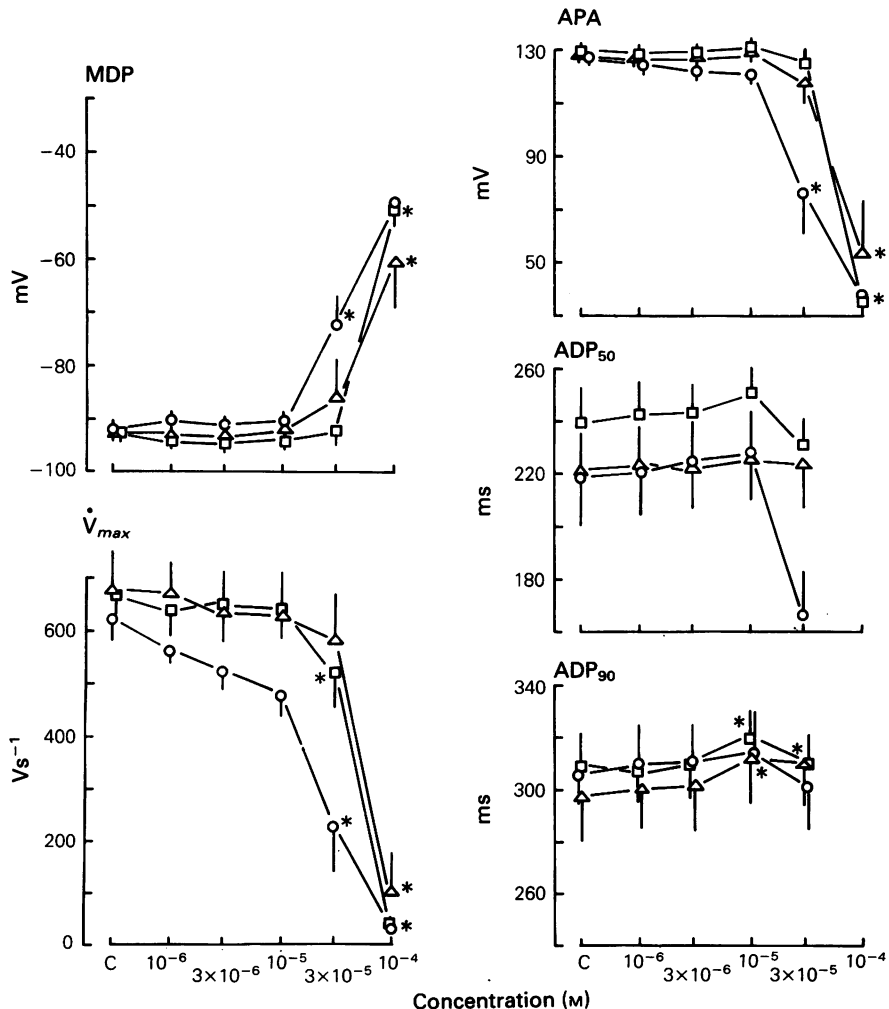 MDP
-40
-60
-80
-100
mV
V̇max
600
400
200
0
Vs⁻¹
C 10⁻⁶ 3×10⁻⁶ 10⁻⁵ 3×10⁻⁵ 10⁻⁴
APA
130
90
50
mV
ADP₅₀
260
220
180
ms
ADP₉₀
340
300
260
ms
C 10⁻⁶ 3×10⁻⁶ 10⁻⁵ 3×10⁻⁵ 10⁻⁴
Concentration (M)
* * * * * * * * * * * * *